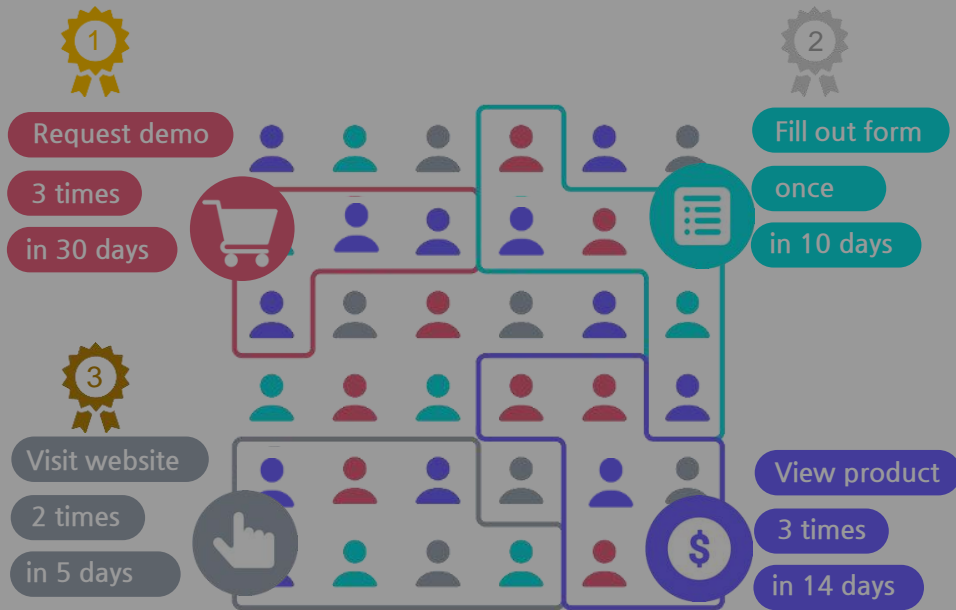 1
Request demo
3 times
in 30 days
2
Fill out form
once
in 10 days
3
Visit website
2 times
in 5 days
View product
3 times
in 14 days
$